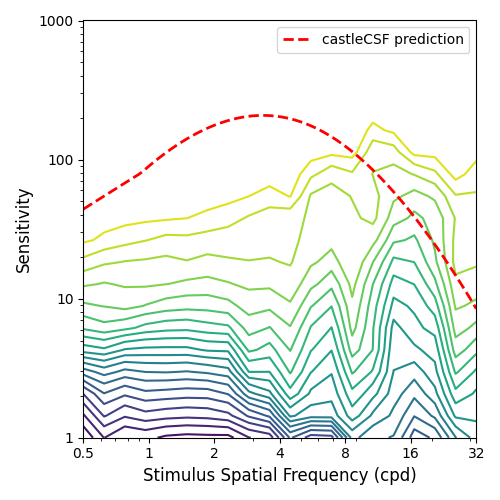 1000
castleCSF prediction
100
Sensitivity
10
1
0.5 1 2 4 8 16 32
Stimulus Spatial Frequency (cpd)